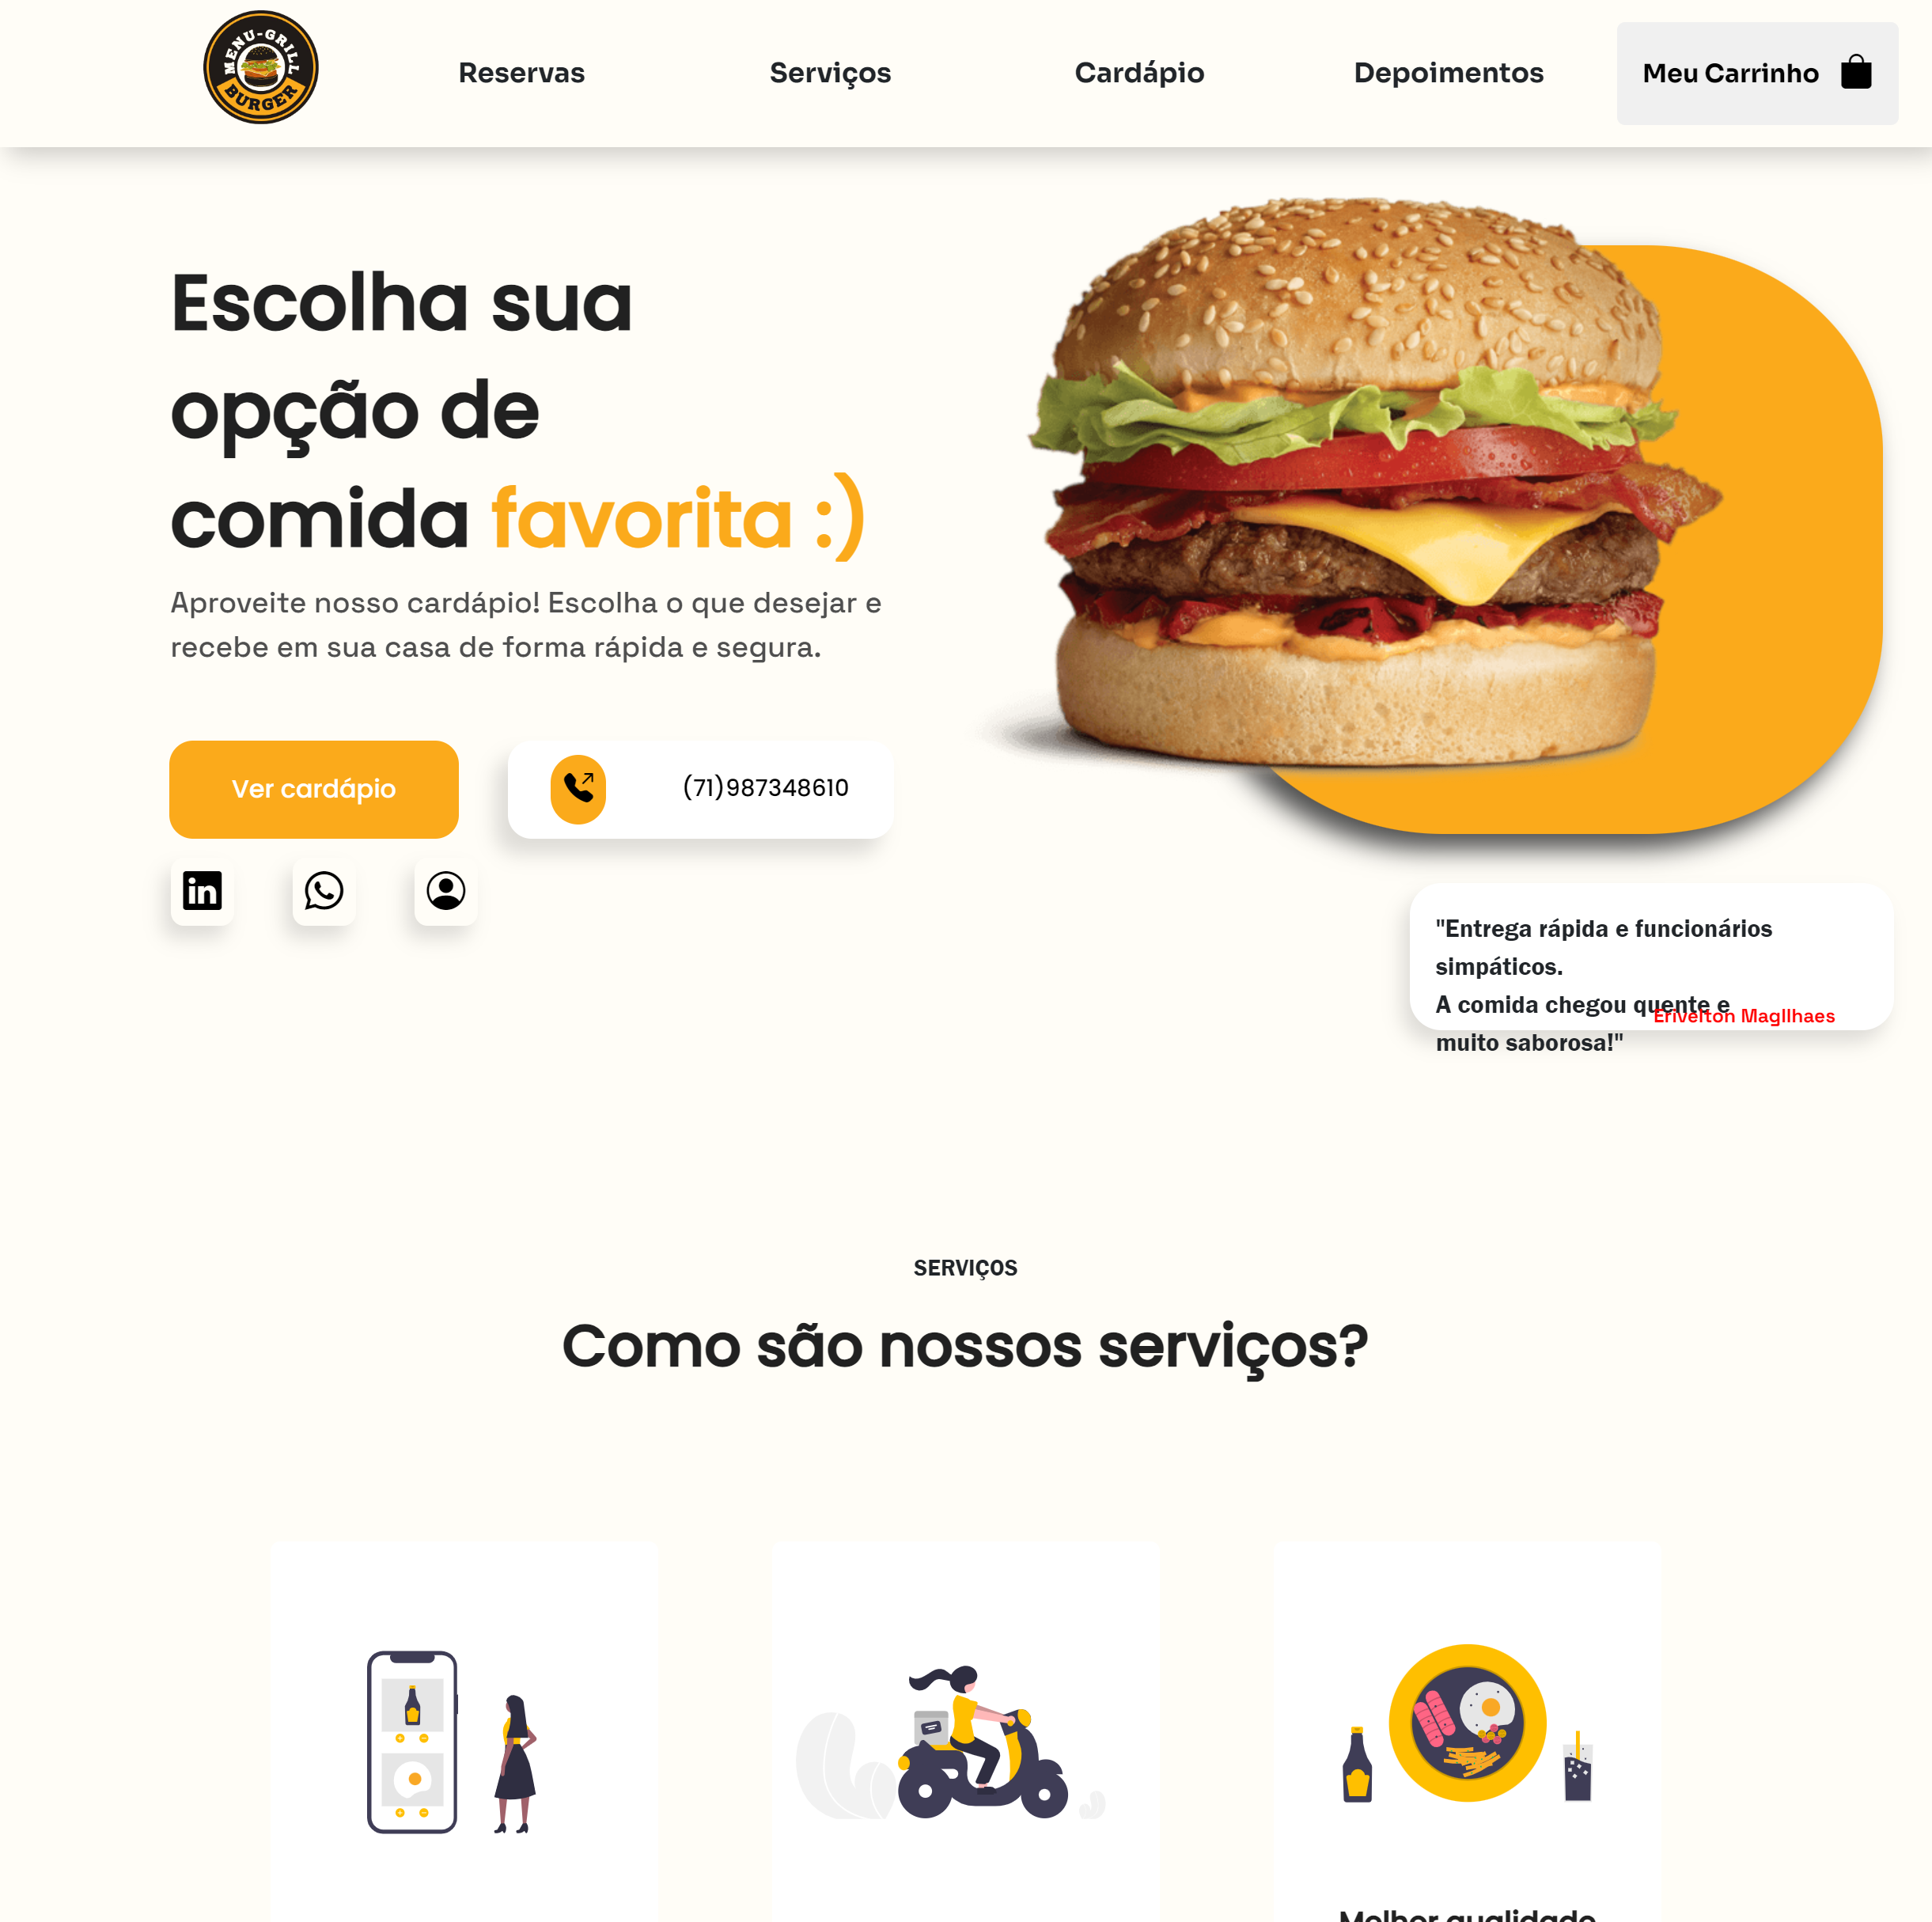 MENU-GRILL
BURGER
Reservas
Serviços
Cardápio
Depoimentos
Meu Carrinho
Escolha sua
opção de
comida favorita :)
Aproveite nosso cardápio! Escolha o que desejar e
recebe em sua casa de forma rápida e segura.
Ver cardápio
(71)987348610
in
"Entrega rápida e funcionários
simpáticos.
A comida chegou quente e
muito saborosa!"
Erivelton Magllhaes
SERVIÇOS
Como são nossos serviços?
Melhor qualidade